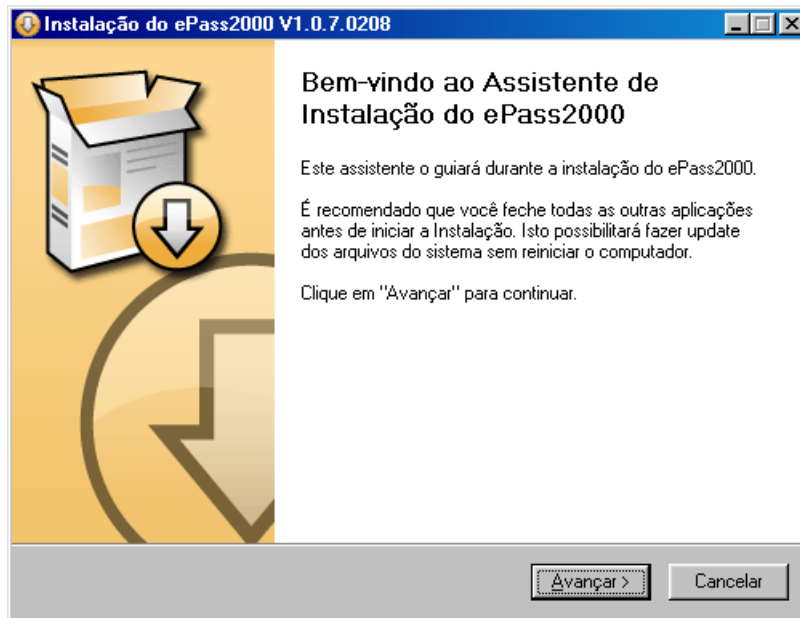 Instalação do ePass2000 V1.0.7.0208
Bem-vindo ao Assistente de
Instalação do ePass2000
Este assistente o guiará durante a instalação do ePass2000.
É recomendado que você feche todas as outras aplicações
antes de iniciar a Instalação. Isto possibilitará fazer update
dos arquivos do sistema sem reiniciar o computador.
Clique em "Avançar" para continuar.
Avançar >
Cancelar